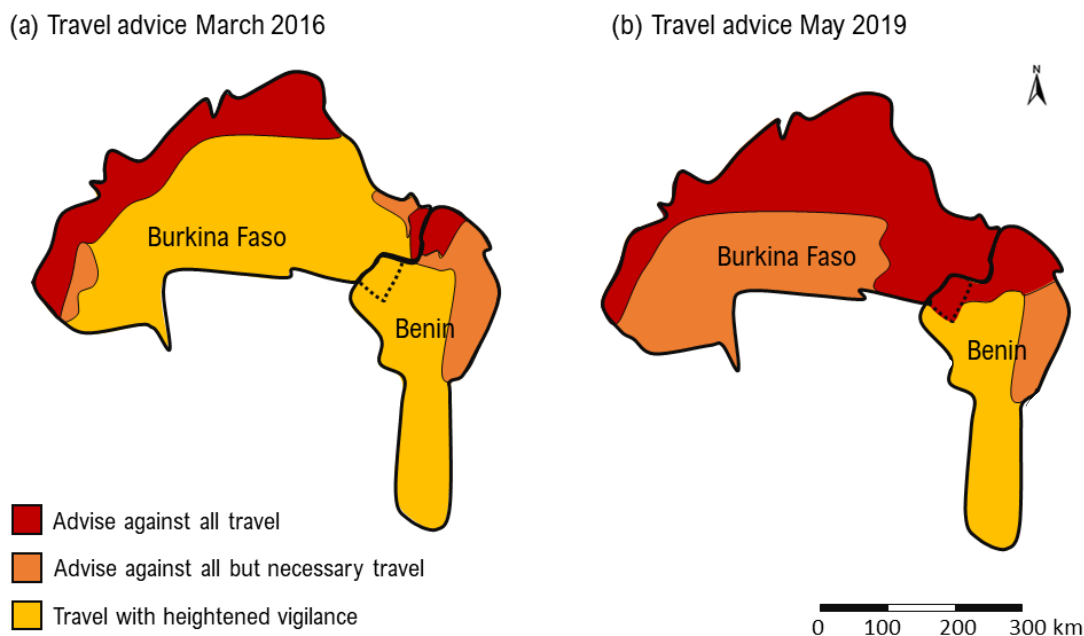 (a) Travel advice March 2016
(b) Travel advice May 2019
N
Burkina Faso
Benin
Burkina Faso
Benin
Advise against all travel
Advise against all but necessary travel
Travel with heightened vigilance
0 100 200 300 km